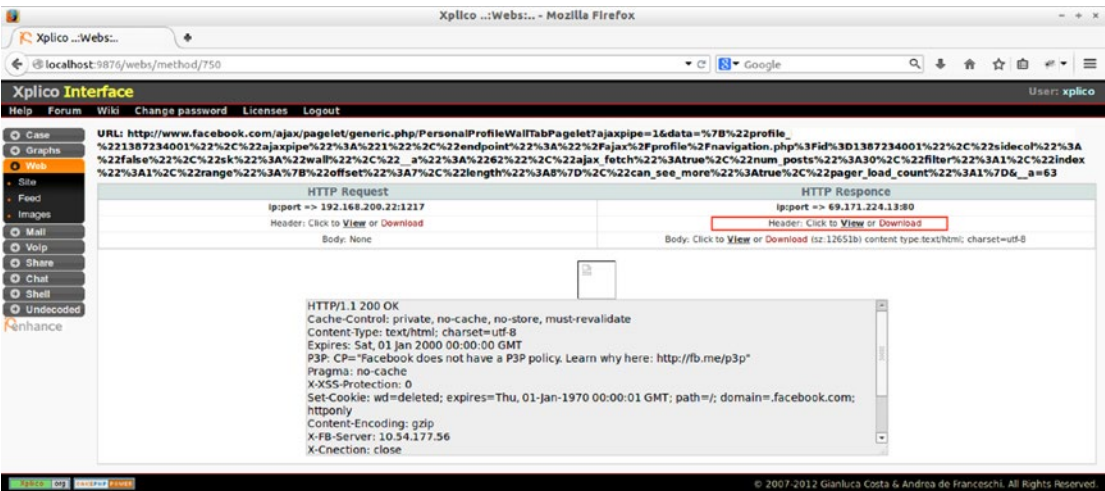 Xplico ..:Webs:.. - Mozilla Firefox
Xplico ..:Webs:..
localhost:9876/webs/method/750
Google
Xplico Interface
User: xplico
Help Forum Wiki Change password Licenses Logout
Case
Graphs
Web
Site
Feed
Images
Mail
Voip
Share
Chat
Shell
Undecoded
enhance
URL: http://www.facebook.com/ajax/pagelet/generic.php/PersonalProfileWallTabPagelet?ajaxpipe=1&data=%7B%22profile_
%221387234001%22%2C%22ajaxpipe%22%3A%221%22%2C%22endpoint%22%3A%22%2Fajax%2Fprofile%2Fnavigation.php%3Fid%3D1387234001%22%2C%22sidecol%22%3A
%22false%22%2C%22sk%22%3A%22wall%22%2C%22__a%22%3A%2262%22%2C%22ajax_fetch%22%3Atrue%2C%22num_posts%22%3A30%2C%22filter%22%3A1%2C%22index
%22%3A1%2C%22range%22%3A%7B%22offset%22%3A7%2C%22length%22%3A8%7D%2C%22can_see_more%22%3Atrue%2C%22pager_load_count%22%3A1%7D&__a=63
HTTP Request
HTTP Responce
ip:port => 192.168.200.22:1217
ip:port => 69.171.224.13:80
Header: Click to View or Download
Header: Click to View or Download
Body: None
Body: Click to View or Download (sz:12651b) content type:text/html; charset=utf-8
HTTP/1.1 200 OK
Cache-Control: private, no-cache, no-store, must-revalidate
Content-Type: text/html; charset=utf-8
Expires: Sat, 01 Jan 2000 00:00:00 GMT
P3P: CP="Facebook does not have a P3P policy. Learn why here: http://fb.me/p3p"
Pragma: no-cache
X-XSS-Protection: 0
Set-Cookie: wd=deleted; expires=Thu, 01-Jan-1970 00:00:01 GMT; path=/; domain=.facebook.com;
httponly
Content-Encoding: gzip
X-FB-Server: 10.54.177.56
X-Cnection: close
Xplico org CAKEPHP POWER
© 2007-2012 Gianluca Costa & Andrea de Franceschi. All Rights Reserved.